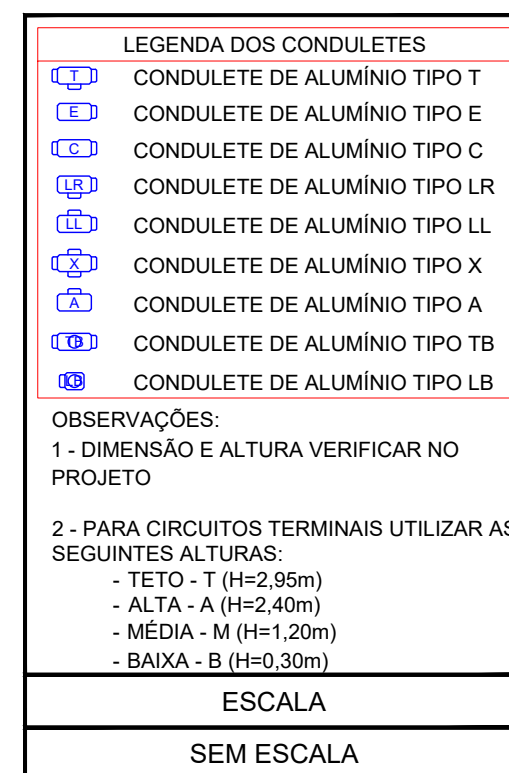 LEGENDA DOS CONDULETES
T CONDULETE DE ALUMÍNIO TIPO T
E CONDULETE DE ALUMÍNIO TIPO E
C CONDULETE DE ALUMÍNIO TIPO C
LR CONDULETE DE ALUMÍNIO TIPO LR
LL CONDULETE DE ALUMÍNIO TIPO LL
X CONDULETE DE ALUMÍNIO TIPO X
A CONDULETE DE ALUMÍNIO TIPO A
TB CONDULETE DE ALUMÍNIO TIPO TB
LB CONDULETE DE ALUMÍNIO TIPO LB
OBSERVAÇÕES:
1 - DIMENSÃO E ALTURA VERIFICAR NO
PROJETO
2 - PARA CIRCUITOS TERMINAIS UTILIZAR AS
SEGUINTES ALTURAS:
- TETO - T (H=2,95m)
- ALTA - A (H=2,40m)
- MÉDIA - M (H=1,20m)
- BAIXA - B (H=0,30m)
ESCALA
SEM ESCALA